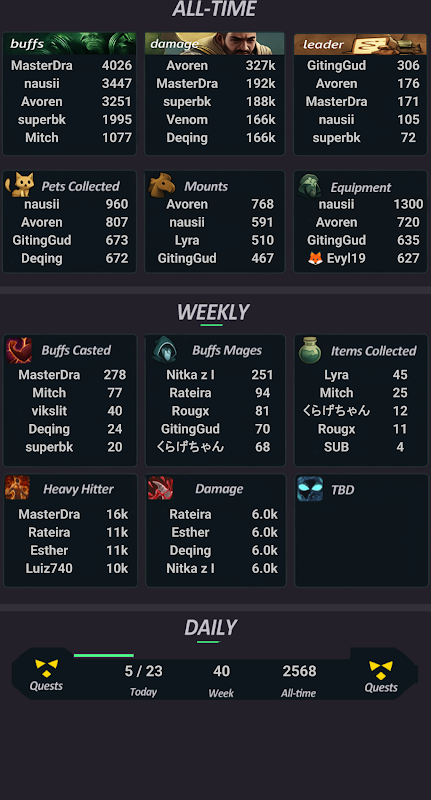 ALL-TIME
buffs
MasterDra 4026
nausii 3447
Avoren 3251
superbk 1995
Mitch 1077
damage
Avoren 327k
MasterDra 192k
superbk 188k
Venom 166k
Deqing 166k
leader
GitingGud 306
Avoren 176
MasterDra 171
nausii 105
superbk 72
Pets Collected
nausii 960
Avoren 807
GitingGud 673
Deqing 672
Mounts
Avoren 768
nausii 591
Lyra 510
GitingGud 467
Equipment
nausii 1300
Avoren 720
GitingGud 635
🦊 Evyl19 627
WEEKLY
Buffs Casted
MasterDra 278
Mitch 77
vikslit 40
Deqing 24
superbk 20
Buffs Mages
Nitka z I 251
Rateira 94
Rougx 81
GitingGud 70
くらげちゃん 68
Items Collected
Lyra 45
Mitch 25
くらげちゃん 12
Rougx 11
SUB 4
Heavy Hitter
MasterDra 16k
Rateira 11k
Esther 11k
Luiz740 10k
Damage
Rateira 6.0k
Esther 6.0k
Deqing 6.0k
Nitka z I 6.0k
TBD
DAILY
Quests
5 / 23 40 2568
Today Week All-time
Quests